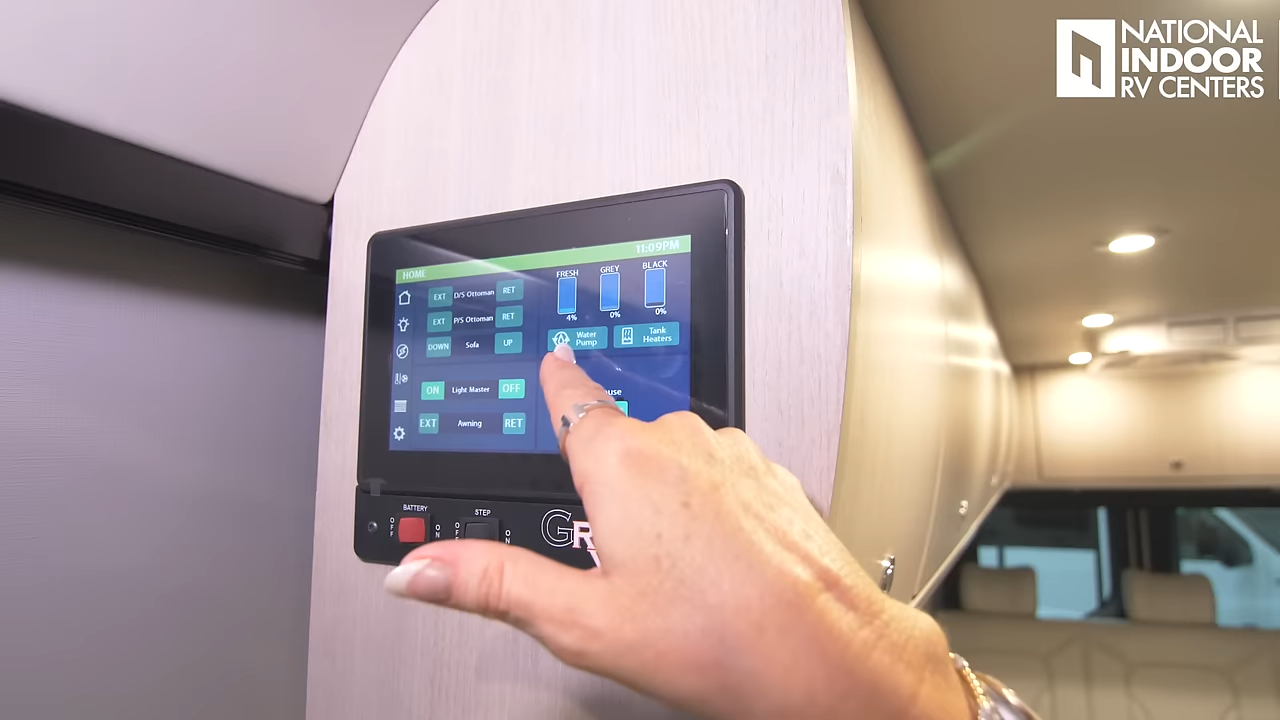 NATIONAL
INDOOR
RV CENTERS
HOME
11:09PM
EXT D/S Ottoman RET
EXT P/S Ottoman RET
DOWN Sofa UP
ON Light Master OFF
EXT Awning RET
FRESH GREY BLACK
4% 0% 0%
Water Pump
Tank Heaters
BATTERY
OFF ON
STEP
OFF ON